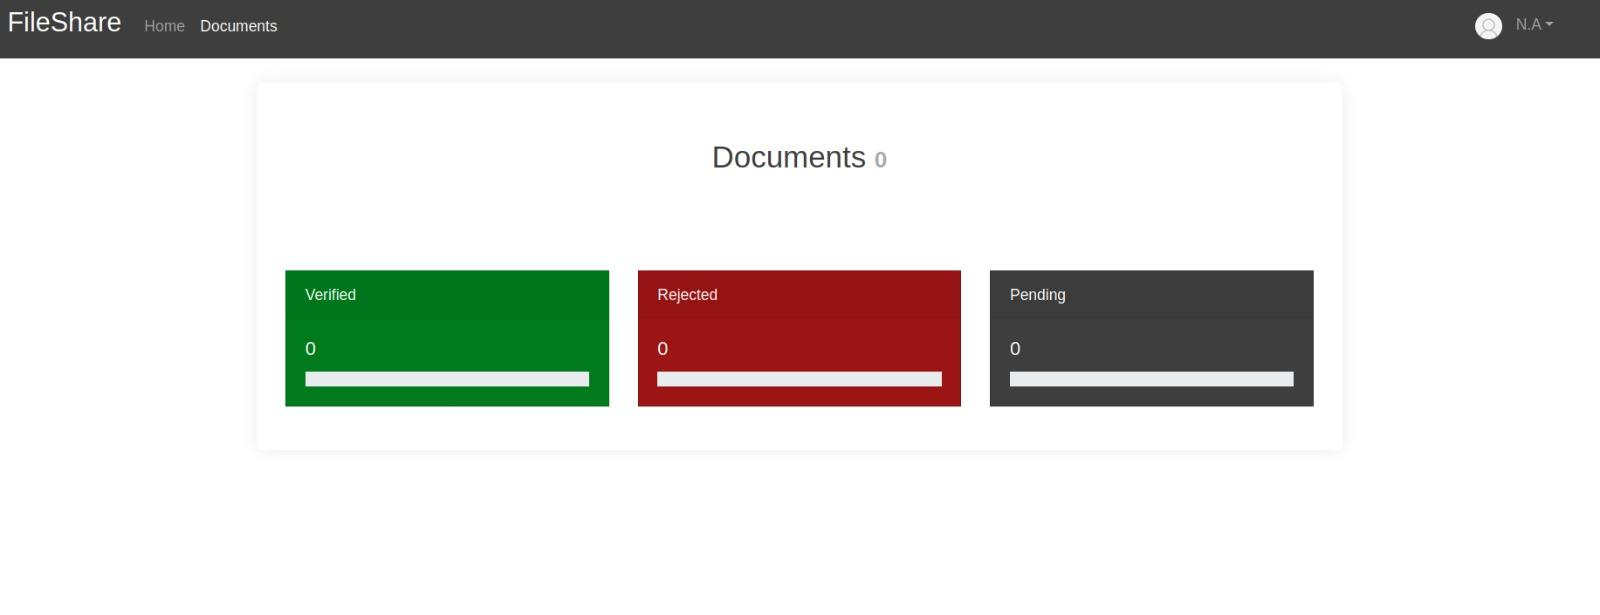 FileShare Home Documents N.A
Documents 0
Verified Rejected Pending
0 0 0